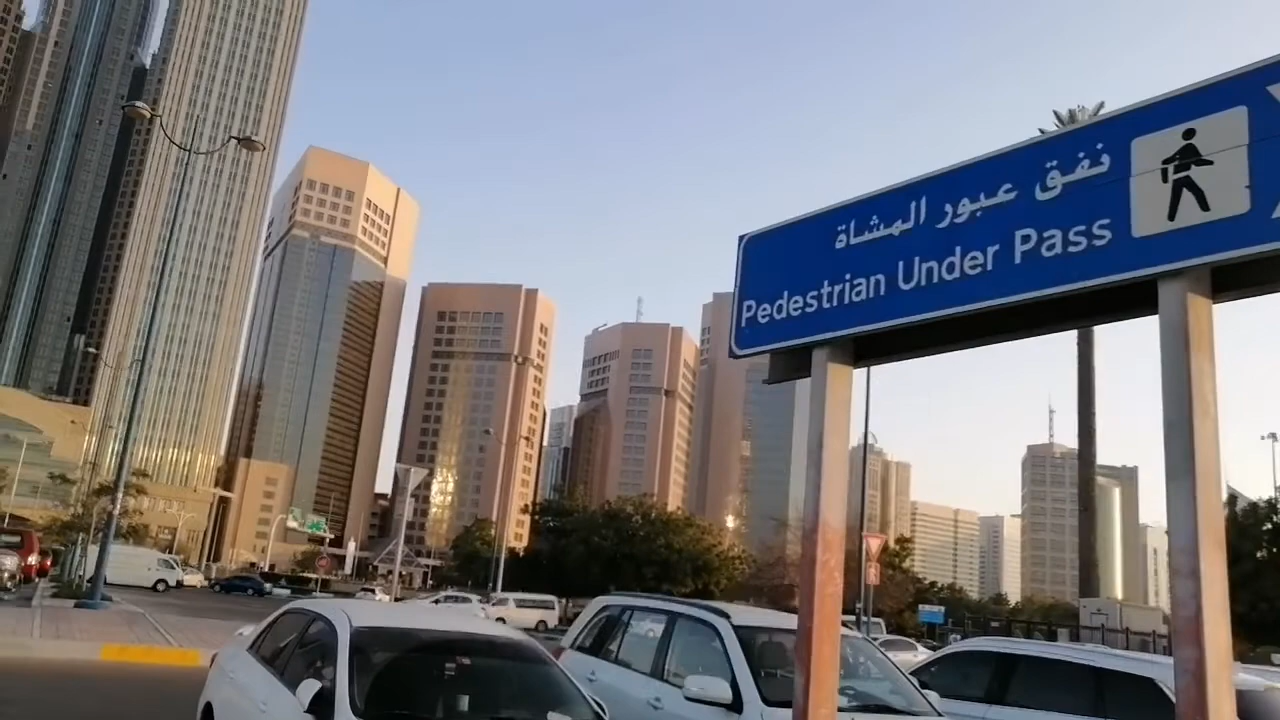 نفق عبور المشاة
Pedestrian Under Pass